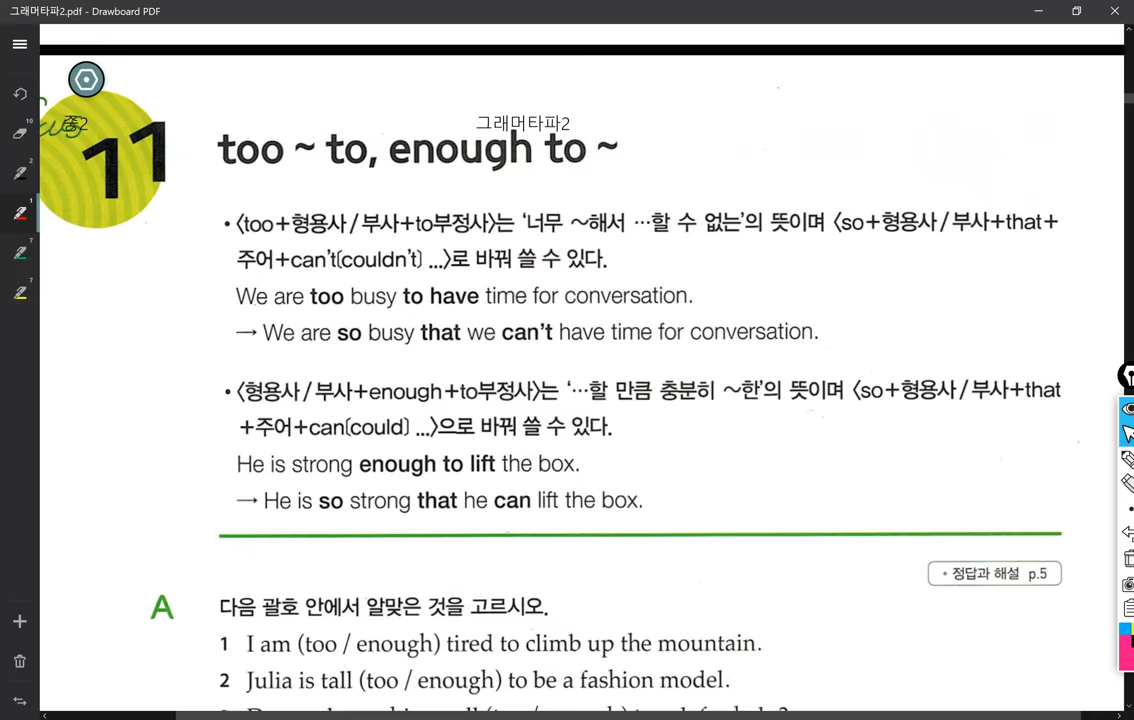 그래머타파2.pdf - Drawboard PDF
중2
그래머타파2
11
too ~ to, enough to ~
• 〈too+형용사/부사+to부정사〉는 ‘너무 ~해서 …할 수 없는’의 뜻이며 〈so+형용사/부사+that+
주어+can't(couldn't) ...〉로 바꿔 쓸 수 있다.
We are too busy to have time for conversation.
→ We are so busy that we can't have time for conversation.
• 〈형용사/부사+enough+to부정사〉는 ‘…할 만큼 충분히 ~한’의 뜻이며 〈so+형용사/부사+that
+주어+can(could) ...〉으로 바꿔 쓸 수 있다.
He is strong enough to lift the box.
→ He is so strong that he can lift the box.
• 정답과 해설 p.5
A 다음 괄호 안에서 알맞은 것을 고르시오.
1 I am (too / enough) tired to climb up the mountain.
2 Julia is tall (too / enough) to be a fashion model.
10
2
1
7
7